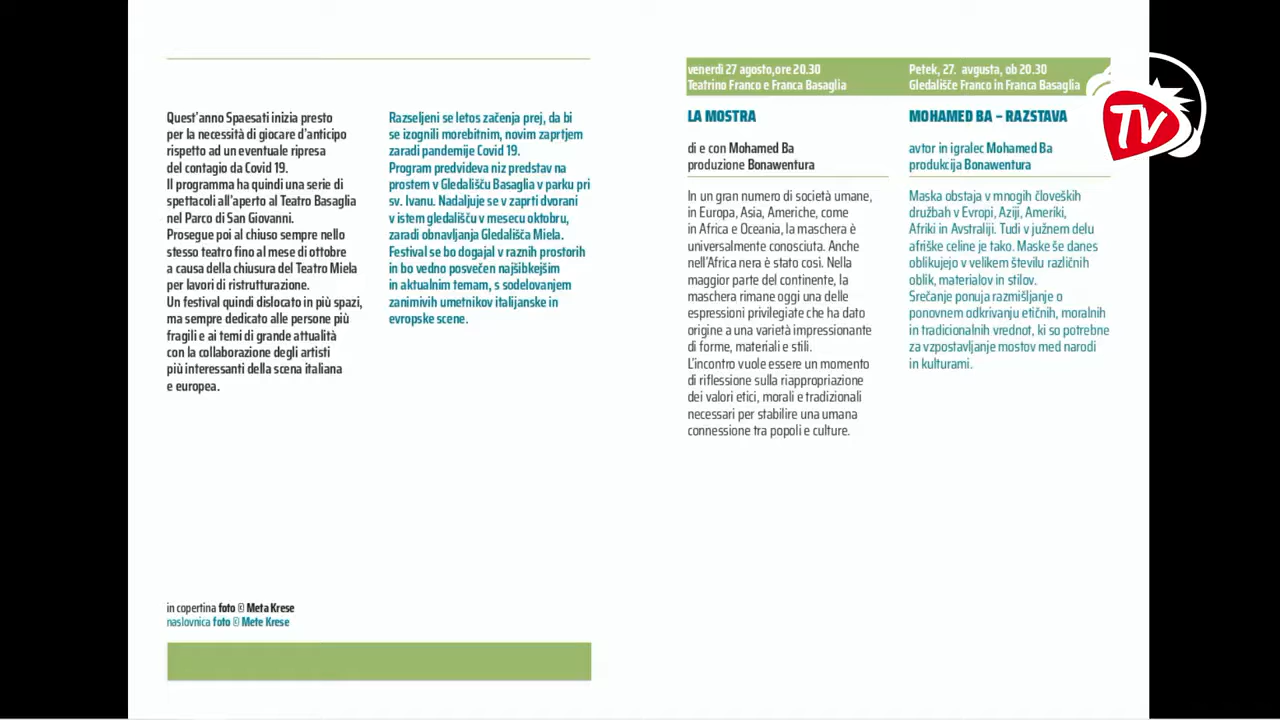 Quest'anno Spaesati inizia presto
per la necessità di giocare d'anticipo
rispetto ad un eventuale ripresa
del contagio da Covid 19.
Il programma ha quindi una serie di
spettacoli all'aperto al Teatro Basaglia
nel Parco di San Giovanni.
Prosegue poi al chiuso sempre nello
stesso teatro fino al mese di ottobre
a causa della chiusura del Teatro Miela
per lavori di ristrutturazione.
Un festival quindi dislocato in più spazi,
ma sempre dedicato alle persone più
fragili e ai temi di grande attualità
con la collaborazione degli artisti
più interessanti della scena italiana
e europea.
Razseljeni se letos začenja prej, da bi
se izognili morebitnim, novim zaprtjem
zaradi pandemije Covid 19.
Program predvideva niz predstav na
prostem v Gledališču Basaglia v parku pri
sv. Ivanu. Nadaljuje se v zaprti dvorani
v istem gledališču v mesecu oktobru,
zaradi obnavljanja Gledališča Miela.
Festival se bo dogajal v raznih prostorih
in bo vedno posvečen najšibkejšim
in aktualnim temam, s sodelovanjem
zanimivih umetnikov italijanske in
evropske scene.
in copertina foto © Meta Krese
naslovnica foto © Mete Krese
venerdì 27 agosto,ore 20.30
Teatrino Franco e Franca Basaglia
LA MOSTRA
di e con Mohamed Ba
produzione Bonawentura
In un gran numero di società umane,
in Europa, Asia, Americhe, come
in Africa e Oceania, la maschera è
universalmente conosciuta. Anche
nell'Africa nera è stato così. Nella
maggior parte del continente, la
maschera rimane oggi una delle
espressioni privilegiate che ha dato
origine a una varietà impressionante
di forme, materiali e stili.
L'incontro vuole essere un momento
di riflessione sulla riappropriazione
dei valori etici, morali e tradizionali
necessari per stabilire una umana
connessione tra popoli e culture.
Petek, 27. avgusta, ob 20.30
Gledališče Franco in Franca Basaglia
MOHAMED BA – RAZSTAVA
avtor in igralec Mohamed Ba
produkcija Bonawentura
Maska obstaja v mnogih človeških
družbah v Evropi, Aziji, Ameriki,
Afriki in Avstraliji. Tudi v južnem delu
afriške celine je tako. Maske še danes
oblikujejo v velikem številu različnih
oblik, materialov in stilov.
Srečanje ponuja razmišljanje o
ponovnem odkrivanju etičnih, moralnih
in tradicionalnih vrednot, ki so potrebne
za vzpostavljanje mostov med narodi
in kulturami.
TV